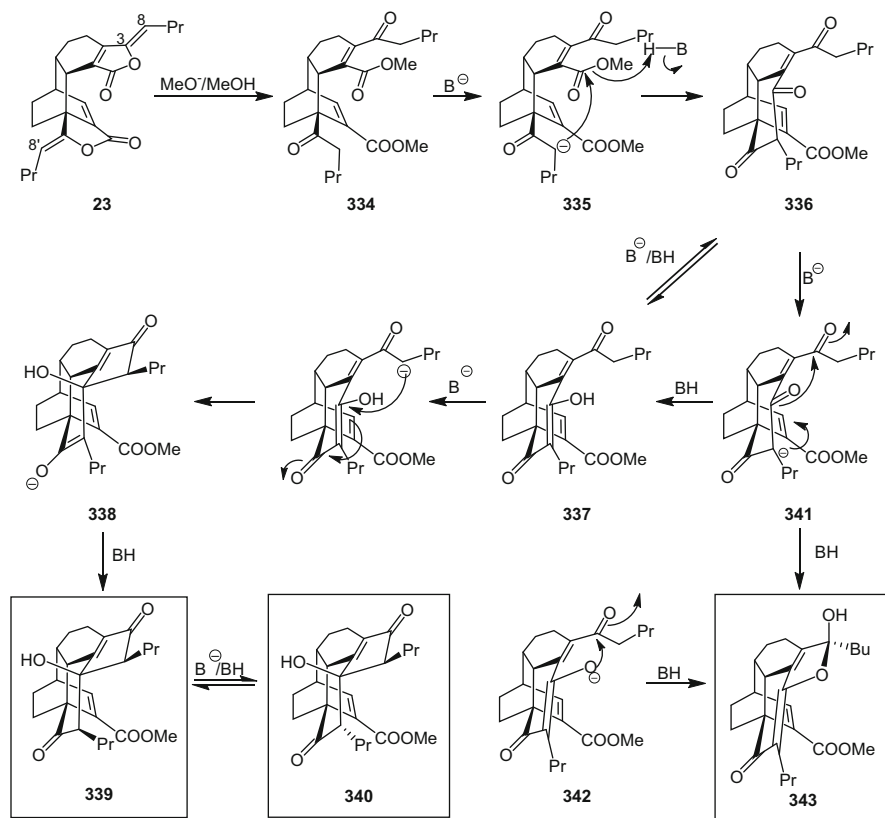 8
Pr
3
O
O
O
O
8'
Pr
23
MeO⁻/MeOH
O
Pr
OMe
O
O
COOMe
Pr
334
B⊖
O
Pr
H—B
OMe
O
O
COOMe
⊖
Pr
335
O
Pr
O
O
Pr
COOMe
336
B⊖/BH
B⊖
O
HO
Pr
COOMe
Pr
O
⊖
338
O
Pr
⊖
OH
O
Pr
COOMe
B⊖
O
Pr
OH
O
Pr
COOMe
337
BH
O
Pr
O
O
⊖
Pr
COOMe
341
BH
BH
O
HO
Pr
O
Pr
COOMe
339
B⊖/BH
O
HO
Pr
O
Pr
COOMe
340
O
Pr
O
⊖
O
Pr
COOMe
342
BH
OH
Bu
O
O
Pr
COOMe
343